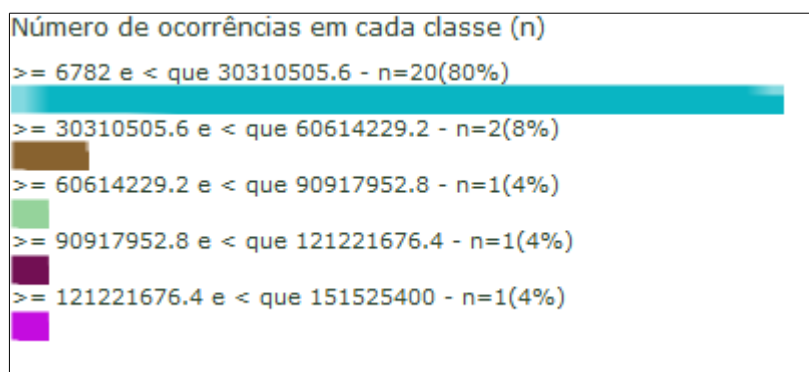 Número de ocorrências em cada classe (n)
>= 6782 e < que 30310505.6 - n=20(80%)
>= 30310505.6 e < que 60614229.2 - n=2(8%)
>= 60614229.2 e < que 90917952.8 - n=1(4%)
>= 90917952.8 e < que 121221676.4 - n=1(4%)
>= 121221676.4 e < que 151525400 - n=1(4%)